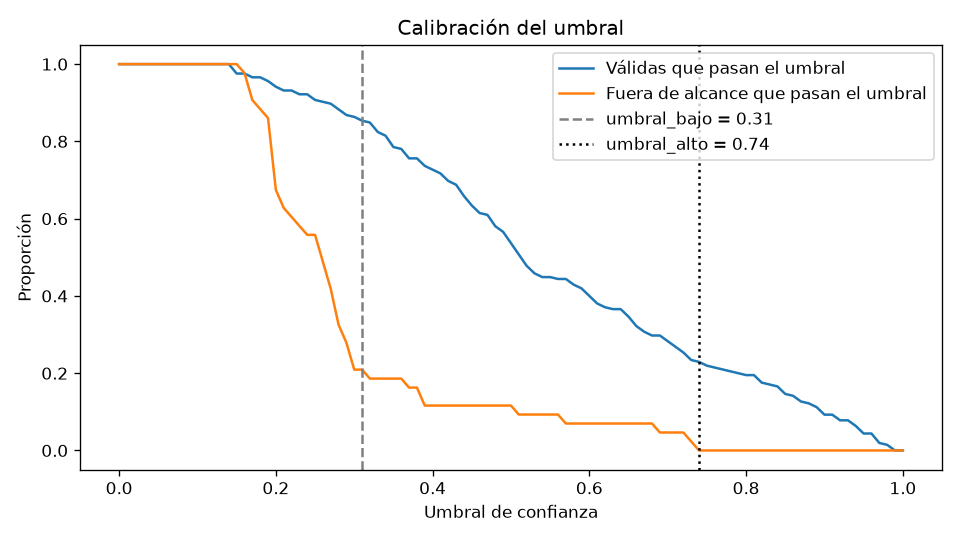 Calibración del umbral
Válidas que pasan el umbral
Fuera de alcance que pasan el umbral
umbral_bajo = 0.31
umbral_alto = 0.74
Proporción
1.0
0.8
0.6
0.4
0.2
0.0
0.0 0.2 0.4 0.6 0.8 1.0
Umbral de confianza